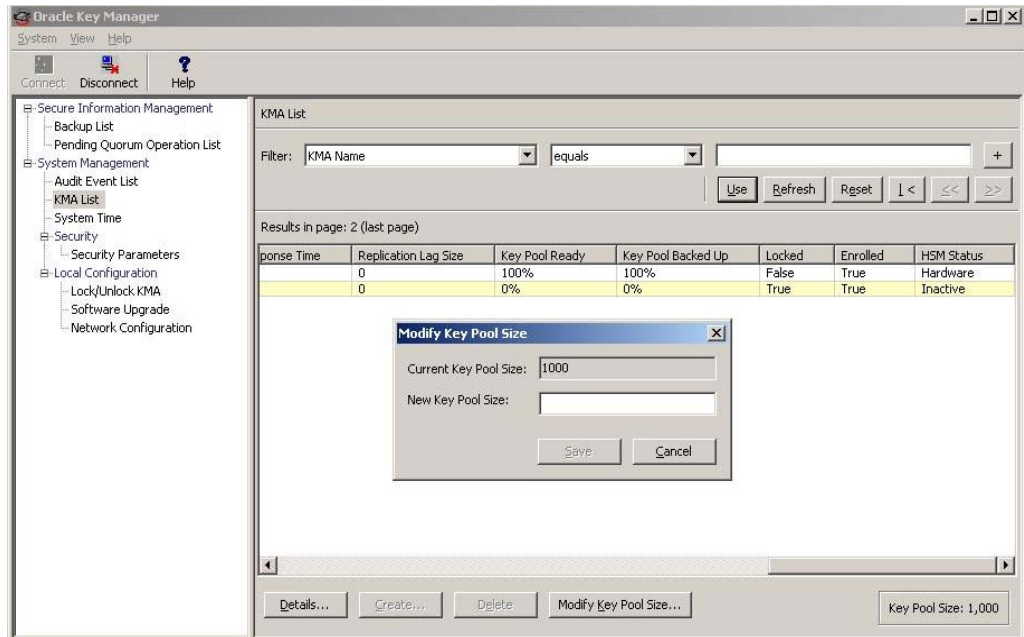 Oracle Key Manager
System View Help
Connect Disconnect Help
Secure Information Management
Backup List
Pending Quorum Operation List
System Management
Audit Event List
KMA List
System Time
Security
Security Parameters
Local Configuration
Lock/Unlock KMA
Software Upgrade
Network Configuration
KMA List
Filter: KMA Name equals +
Use Refresh Reset |< << >>
Results in page: 2 (last page)
ponse Time Replication Lag Size Key Pool Ready Key Pool Backed Up Locked Enrolled HSM Status
0 100% 100% False True Hardware
0 0% 0% True True Inactive
Modify Key Pool Size
Current Key Pool Size: 1000
New Key Pool Size:
Save Cancel
Details... Create... Delete Modify Key Pool Size... Key Pool Size: 1,000